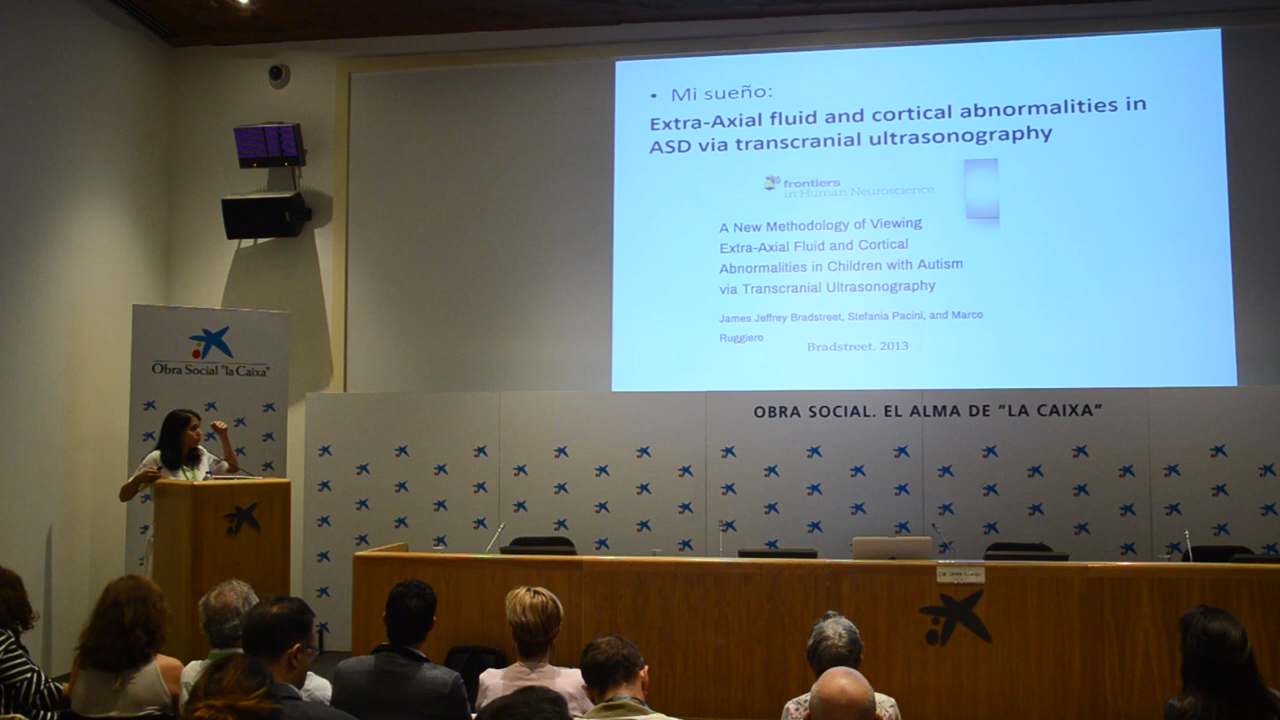 • Mi sueño:
Extra-Axial fluid and cortical abnormalities in
ASD via transcranial ultrasonography
frontiers
in Human Neuroscience
A New Methodology of Viewing
Extra-Axial Fluid and Cortical
Abnormalities in Children with Autism
via Transcranial Ultrasonography
James Jeffrey Bradstreet, Stefania Pacini, and Marco
Ruggiero
Bradstreet. 2013
Obra Social "la Caixa"
OBRA SOCIAL. EL ALMA DE "LA CAIXA"